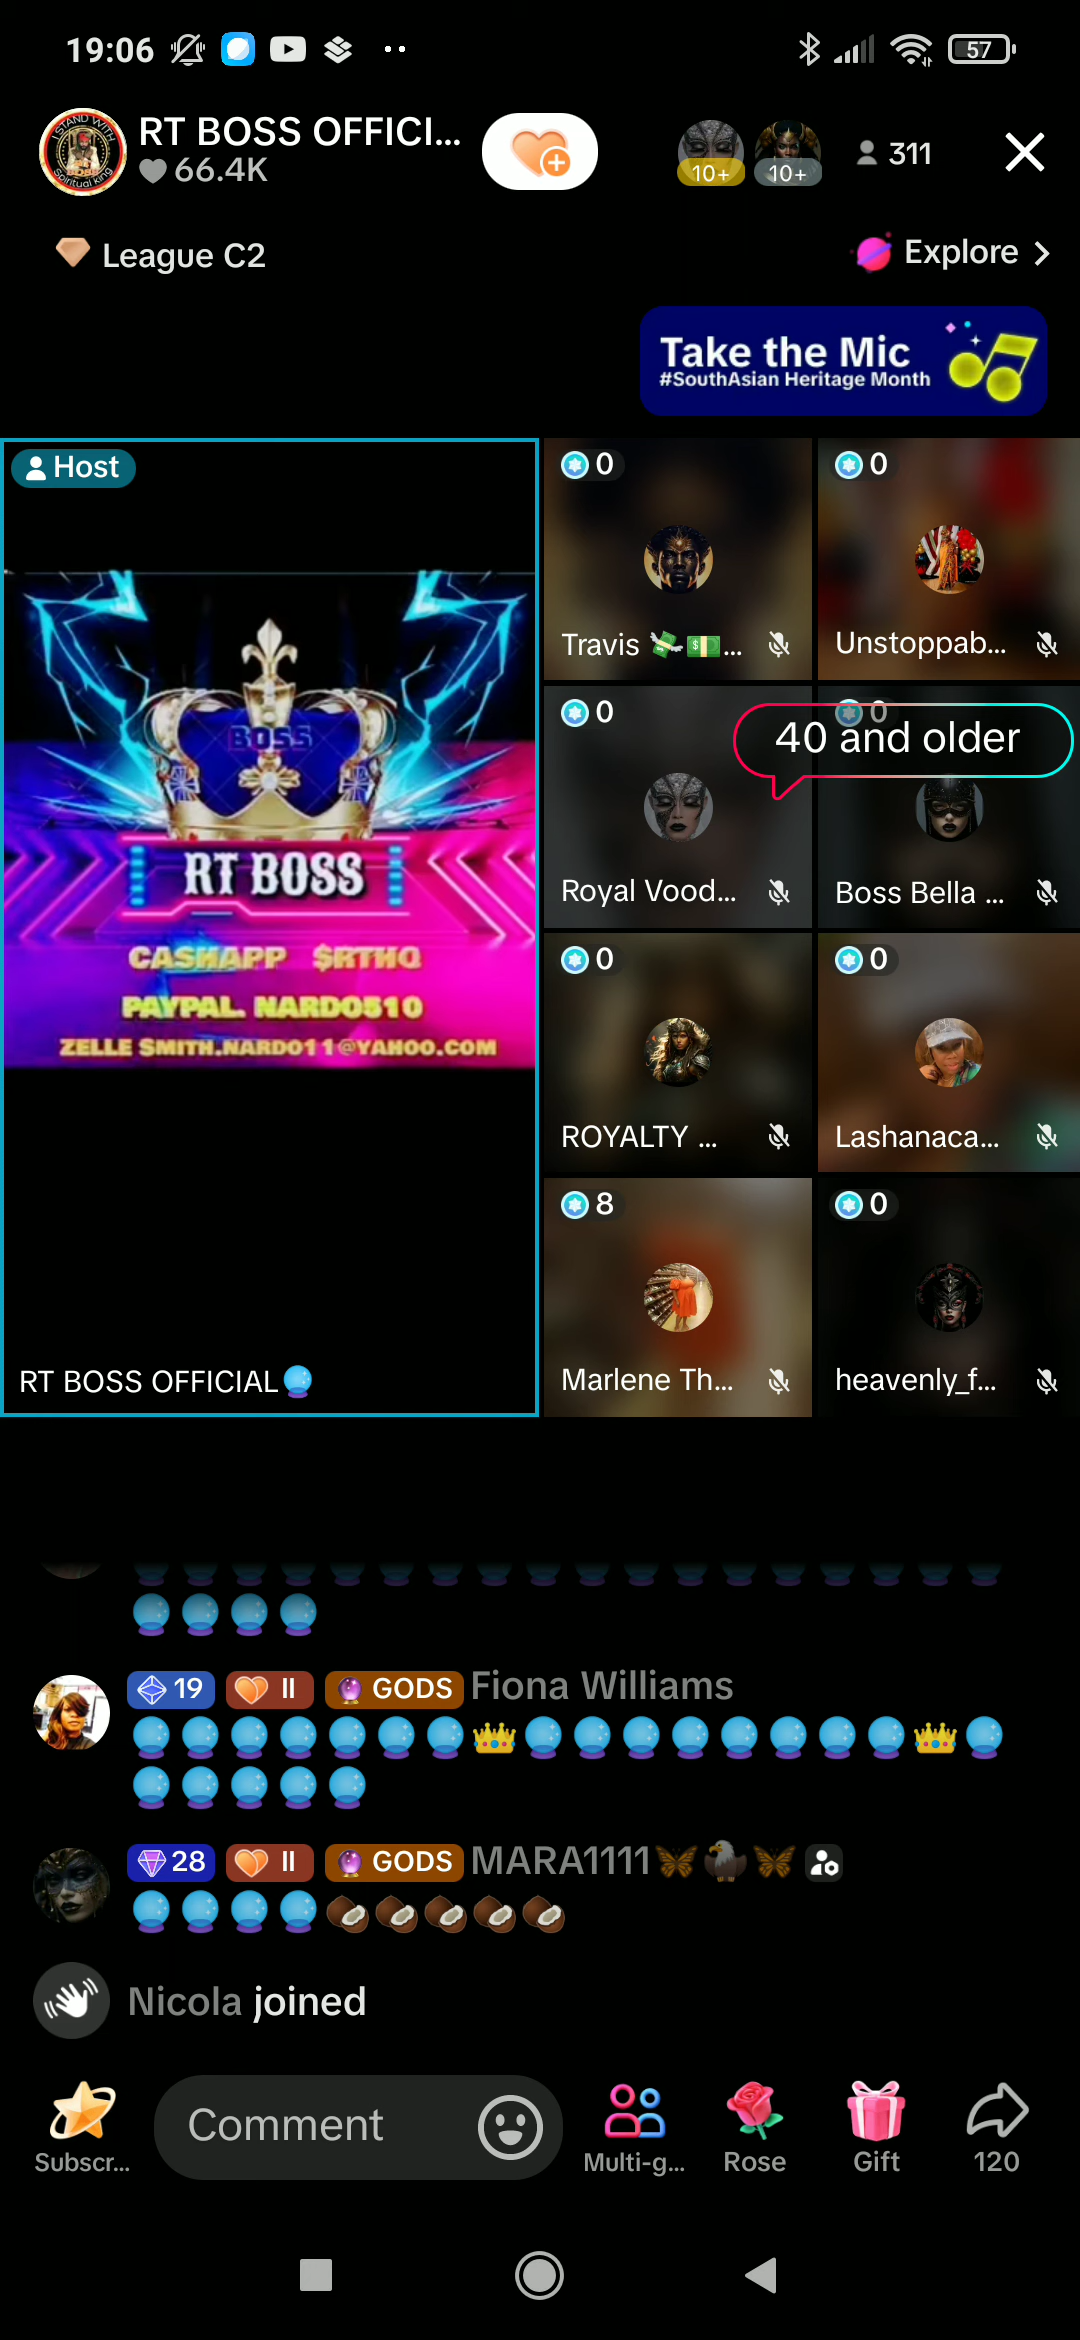 19:06
57
RT BOSS OFFICI...
66.4K
10+
10+
311
League C2
Explore
Take the Mic
#SouthAsian Heritage Month
Host
BOSS
RT BOSS
CASHAPP $RTHQ
PAYPAL. NARDO510
ZELLE SMITH.NARDO11@YAHOO.COM
RT BOSS OFFICIAL🔮
0
Travis 💸💵...
0
Unstoppab...
0
Royal Vood...
0
40 and older
Boss Bella ...
0
ROYALTY ...
0
Lashanaca...
8
Marlene Th...
0
heavenly_f...
19 II GODS Fiona Williams
28 II GODS MARA1111🦋🦅🦋
Nicola joined
Subscr...
Comment
Multi-g...
Rose
Gift
120